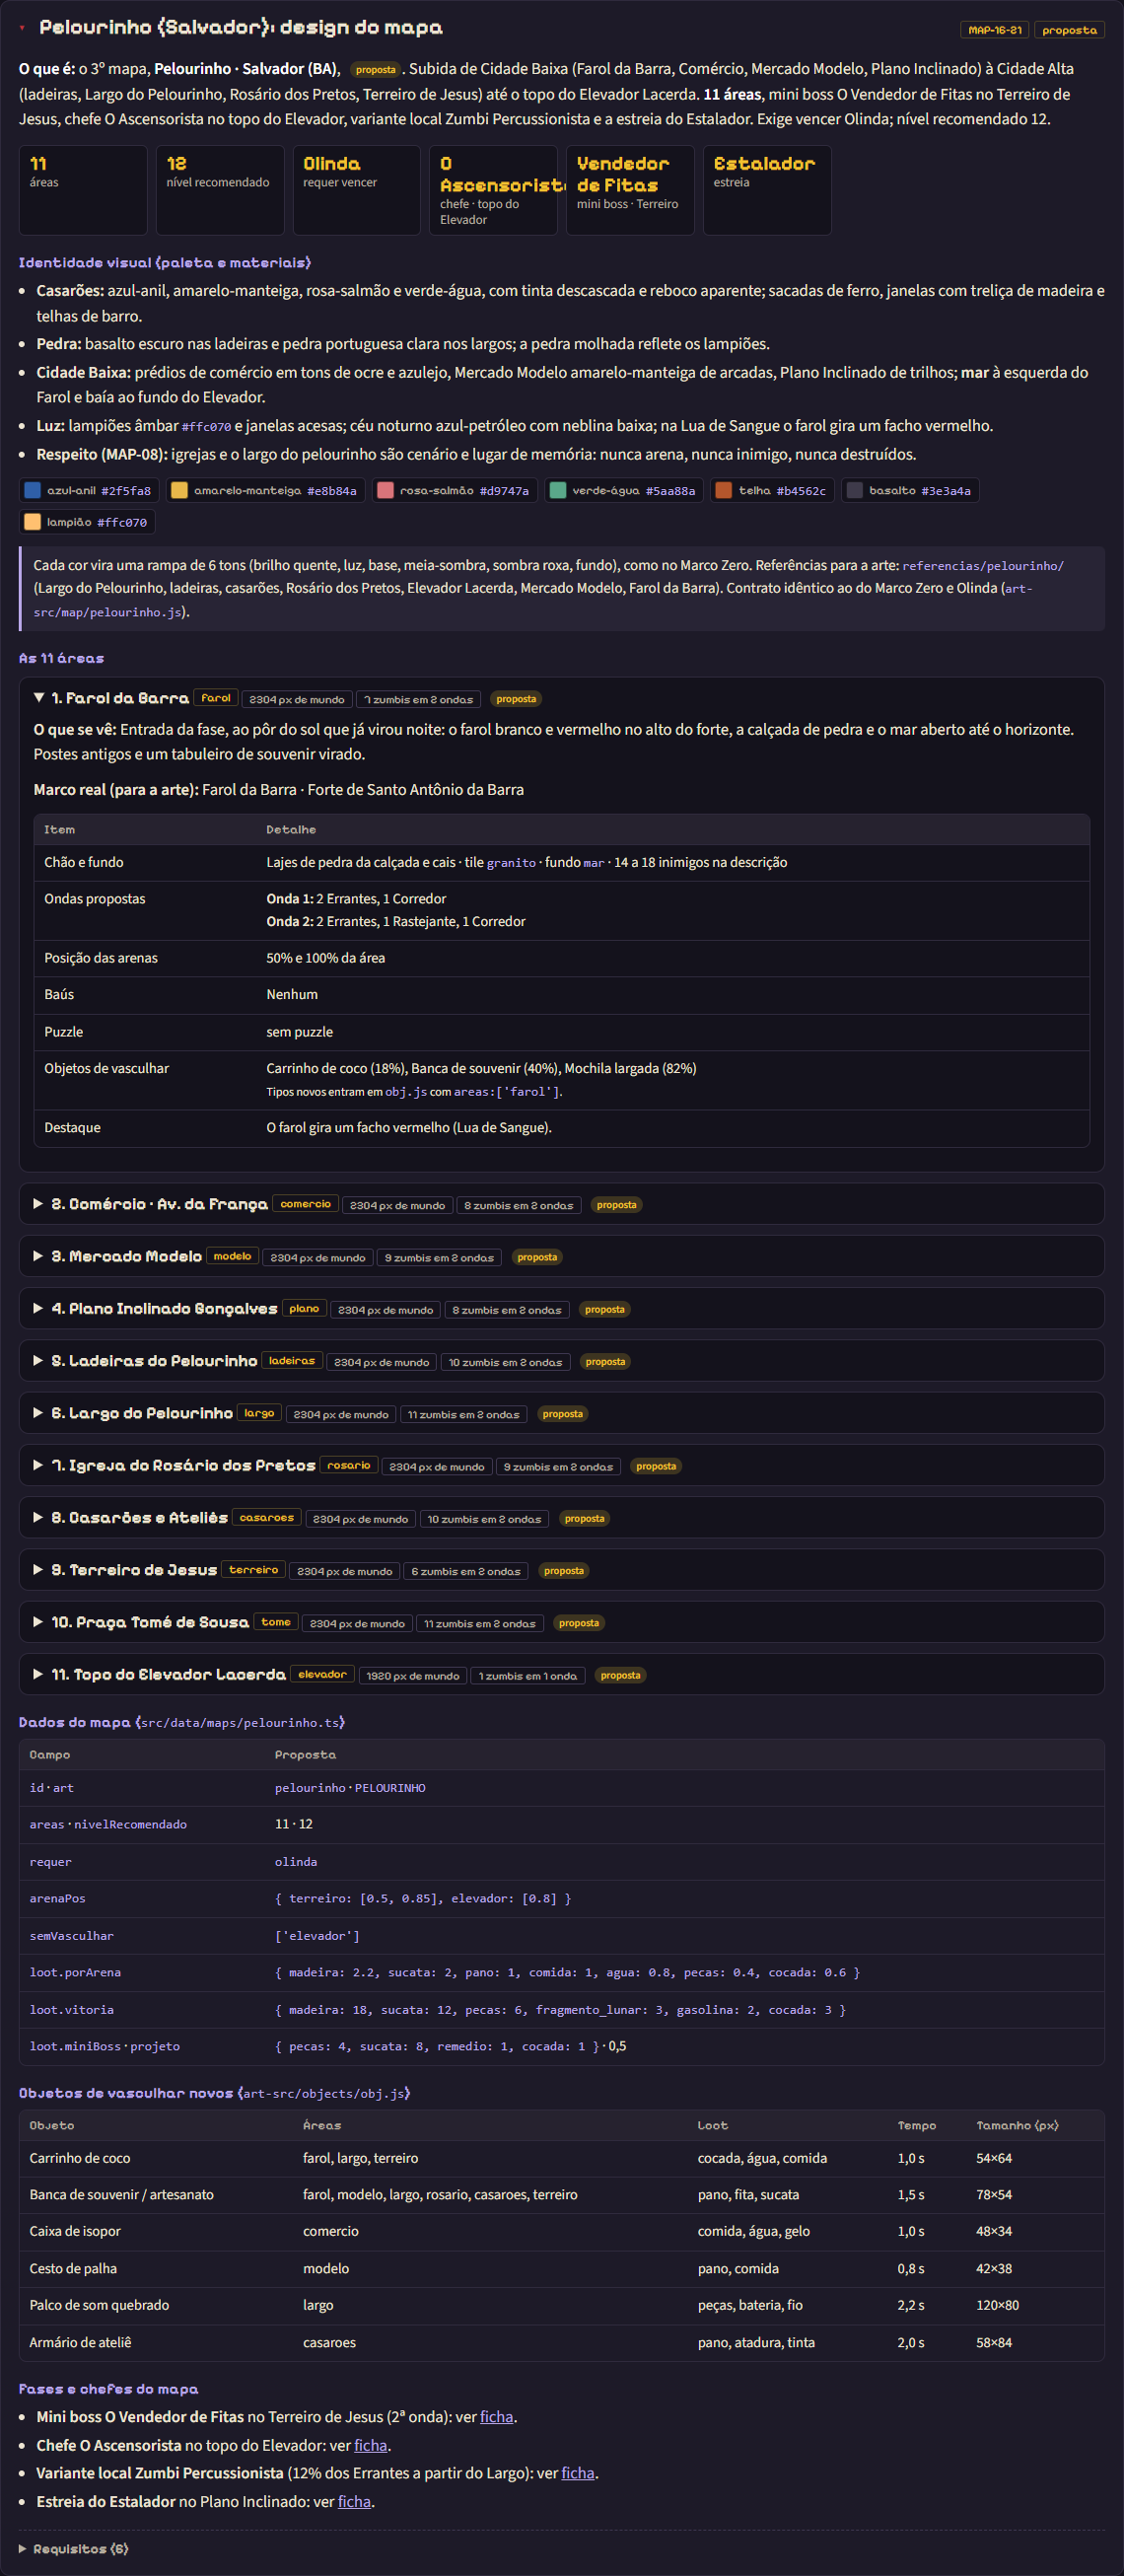 Pelourinho (Salvador): design do mapa
MAP-16-21 proposta
O que é: o 3º mapa, Pelourinho · Salvador (BA), proposta. Subida de Cidade Baixa (Farol da Barra, Comércio, Mercado Modelo, Plano Inclinado) à Cidade Alta
(ladeiras, Largo do Pelourinho, Rosário dos Pretos, Terreiro de Jesus) até o topo do Elevador Lacerda. 11 áreas, mini boss O Vendedor de Fitas no Terreiro de
Jesus, chefe O Ascensorista no topo do Elevador, variante local Zumbi Percussionista e a estreia do Estalador. Exige vencer Olinda; nível recomendado 12.
11
áreas
12
nível recomendado
Olinda
requer vencer
O
Ascensorista
chefe · topo do
Elevador
Vendedor
de Fitas
mini boss · Terreiro
Estalador
estreia
Identidade visual (paleta e materiais)
• Casarões: azul-anil, amarelo-manteiga, rosa-salmão e verde-água, com tinta descascada e reboco aparente; sacadas de ferro, janelas com treliça de madeira e
telhas de barro.
• Pedra: basalto escuro nas ladeiras e pedra portuguesa clara nos largos; a pedra molhada reflete os lampiões.
• Cidade Baixa: prédios de comércio em tons de ocre e azulejo, Mercado Modelo amarelo-manteiga de arcadas, Plano Inclinado de trilhos; mar à esquerda do
Farol e baía ao fundo do Elevador.
• Luz: lampiões âmbar #ffc070 e janelas acesas; céu noturno azul-petróleo com neblina baixa; na Lua de Sangue o farol gira um facho vermelho.
• Respeito (MAP-08): igrejas e o largo do pelourinho são cenário e lugar de memória: nunca arena, nunca inimigo, nunca destruídos.
azul-anil #2f5fa8 amarelo-manteiga #e8b84a rosa-salmão #d9747a verde-água #5aa88a telha #b4562c basalto #3e3a4a
lampião #ffc070
Cada cor vira uma rampa de 6 tons (brilho quente, luz, base, meia-sombra, sombra roxa, fundo), como no Marco Zero. Referências para a arte: referencias/pelourinho/
(Largo do Pelourinho, ladeiras, casarões, Rosário dos Pretos, Elevador Lacerda, Mercado Modelo, Farol da Barra). Contrato idêntico ao do Marco Zero e Olinda (art-
src/map/pelourinho.js).
As 11 áreas
▼ 1. Farol da Barra farol 2304 px de mundo 7 zumbis em 2 ondas proposta
O que se vê: Entrada da fase, ao pôr do sol que já virou noite: o farol branco e vermelho no alto do forte, a calçada de pedra e o mar aberto até o horizonte.
Postes antigos e um tabuleiro de souvenir virado.
Marco real (para a arte): Farol da Barra · Forte de Santo Antônio da Barra
Item Detalhe
Chão e fundo Lajes de pedra da calçada e cais · tile granito · fundo mar · 14 a 18 inimigos na descrição
Ondas propostas Onda 1: 2 Errantes, 1 Corredor
Onda 2: 2 Errantes, 1 Rastejante, 1 Corredor
Posição das arenas 50% e 100% da área
Baús Nenhum
Puzzle sem puzzle
Objetos de vasculhar Carrinho de coco (18%), Banca de souvenir (40%), Mochila largada (82%)
Tipos novos entram em obj.js com areas:['farol'].
Destaque O farol gira um facho vermelho (Lua de Sangue).
▶ 2. Comércio · Av. da França comercio 2304 px de mundo 8 zumbis em 2 ondas proposta
▶ 3. Mercado Modelo modelo 2304 px de mundo 9 zumbis em 2 ondas proposta
▶ 4. Plano Inclinado Gonçalves plano 2304 px de mundo 8 zumbis em 2 ondas proposta
▶ 5. Ladeiras do Pelourinho ladeiras 2304 px de mundo 10 zumbis em 2 ondas proposta
▶ 6. Largo do Pelourinho largo 2304 px de mundo 11 zumbis em 2 ondas proposta
▶ 7. Igreja do Rosário dos Pretos rosario 2304 px de mundo 9 zumbis em 2 ondas proposta
▶ 8. Casarões e Ateliês casaroes 2304 px de mundo 10 zumbis em 2 ondas proposta
▶ 9. Terreiro de Jesus terreiro 2304 px de mundo 6 zumbis em 2 ondas proposta
▶ 10. Praça Tomé de Sousa tome 2304 px de mundo 11 zumbis em 2 ondas proposta
▶ 11. Topo do Elevador Lacerda elevador 1920 px de mundo 1 zumbis em 1 onda proposta
Dados do mapa (src/data/maps/pelourinho.ts)
Campo Proposta
id · art pelourinho · PELOURINHO
areas · nivelRecomendado 11 · 12
requer olinda
arenaPos { terreiro: [0.5, 0.85], elevador: [0.8] }
semVasculhar ['elevador']
loot.porArena { madeira: 2.2, sucata: 2, pano: 1, comida: 1, agua: 0.8, pecas: 0.4, cocada: 0.6 }
loot.vitoria { madeira: 18, sucata: 12, pecas: 6, fragmento_lunar: 3, gasolina: 2, cocada: 3 }
loot.miniBoss · projeto { pecas: 4, sucata: 8, remedio: 1, cocada: 1 } · 0,5
Objetos de vasculhar novos (art-src/objects/obj.js)
Objeto Áreas Loot Tempo Tamanho (px)
Carrinho de coco farol, largo, terreiro cocada, água, comida 1,0 s 54×64
Banca de souvenir / artesanato farol, modelo, largo, rosario, casaroes, terreiro pano, fita, sucata 1,5 s 78×54
Caixa de isopor comercio comida, água, gelo 1,0 s 48×34
Cesto de palha modelo pano, comida 0,8 s 42×38
Palco de som quebrado largo peças, bateria, fio 2,2 s 120×80
Armário de ateliê casaroes pano, atadura, tinta 2,0 s 58×84
Fases e chefes do mapa
• Mini boss O Vendedor de Fitas no Terreiro de Jesus (2ª onda): ver ficha.
• Chefe O Ascensorista no topo do Elevador: ver ficha.
• Variante local Zumbi Percussionista (12% dos Errantes a partir do Largo): ver ficha.
• Estreia do Estalador no Plano Inclinado: ver ficha.
▶ Requisitos (6)